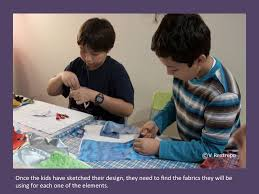 © V. Restrepo
Once the kids have sketched their design, they need to find the fabrics they will be
using for each one of the elements.